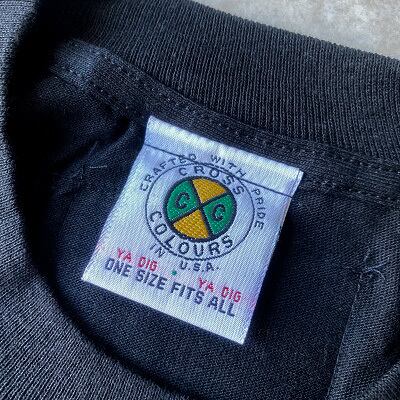 CRAFTED WITH PRIDE
CROSS
C C
COLOURS
IN U.S.A.
YA DIG YA DIG
ONE SIZE FITS ALL